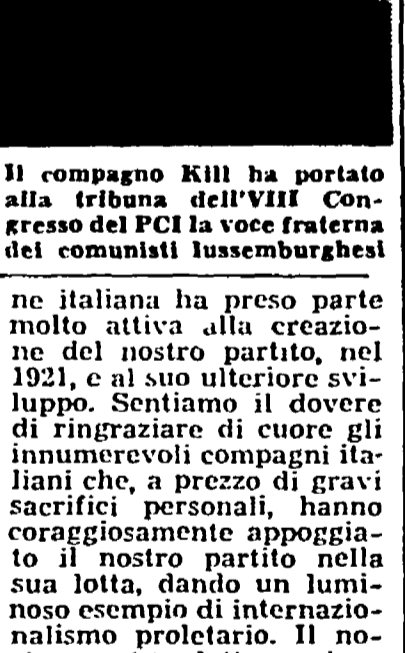 Il compagno Kill ha portato
alla tribuna dell'VIII Con-
gresso del PCI la voce fraterna
dei comunisti lussemburghesi
ne italiana ha preso parte
molto attiva alla creazio-
ne del nostro partito, nel
1921, e al suo ulteriore svi-
luppo. Sentiamo il dovere
di ringraziare di cuore gli
innumerevoli compagni ita-
liani che, a prezzo di gravi
sacrifici personali, hanno
coraggiosamente appoggia-
to il nostro partito nella
sua lotta, dando un lumi-
noso esempio di internazio-
nalismo proletario. Il no-